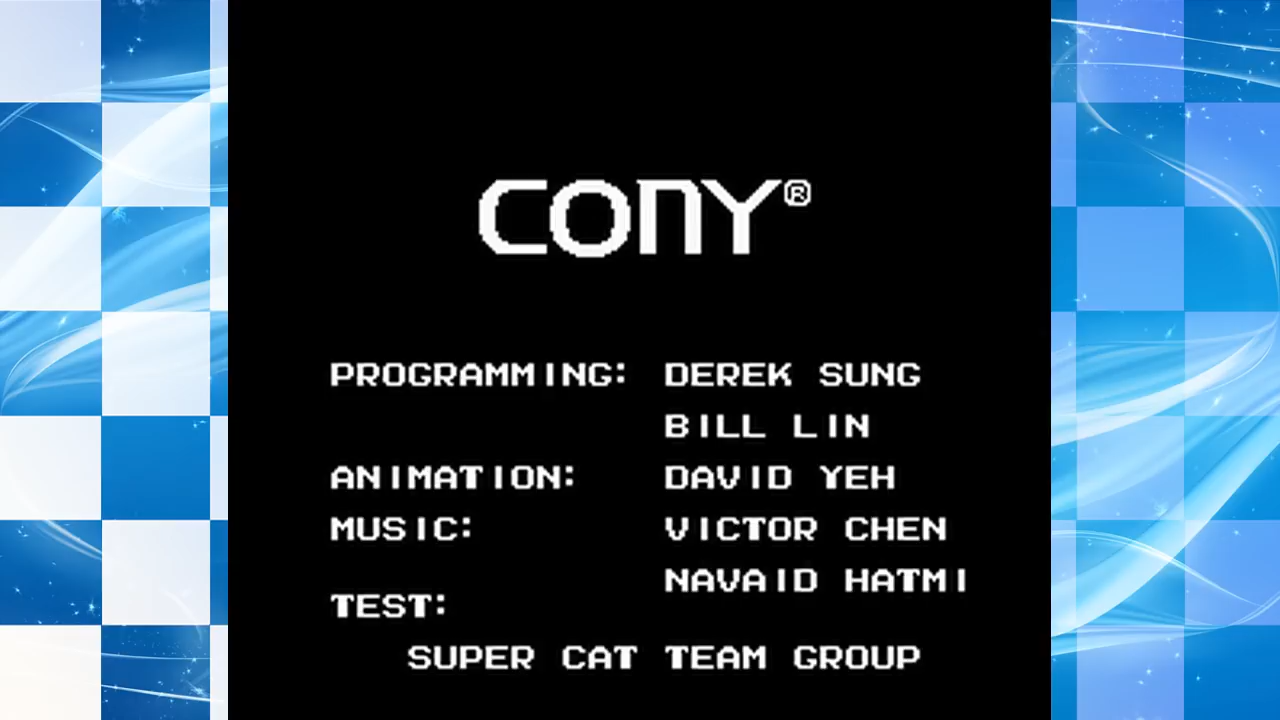 CONY®
PROGRAMMING: DEREK SUNG
BILL LIN
ANIMATION: DAVID YEH
MUSIC: VICTOR CHEN
NAVAID HATMI
TEST:
SUPER CAT TEAM GROUP